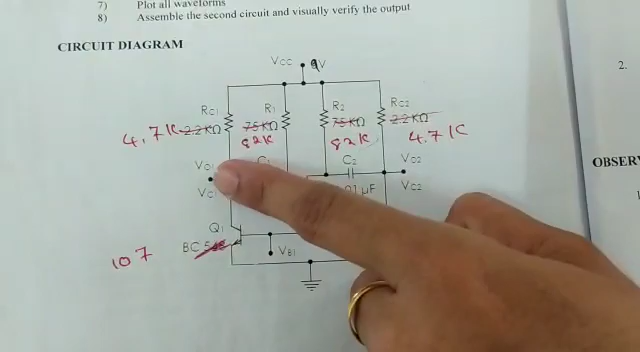 7) Plot all waveforms
8) Assemble the second circuit and visually verify the output
CIRCUIT DIAGRAM
2.
VCC 9V
RC1 R1 R2 RC2
4.7K 2.2KΩ 75KΩ 75KΩ 2.2KΩ
82K 82K 4.7K
VO1 C1 C2 VO2
VC1 01 µF VC2
OBSERV
Q1
BC
107
VB1